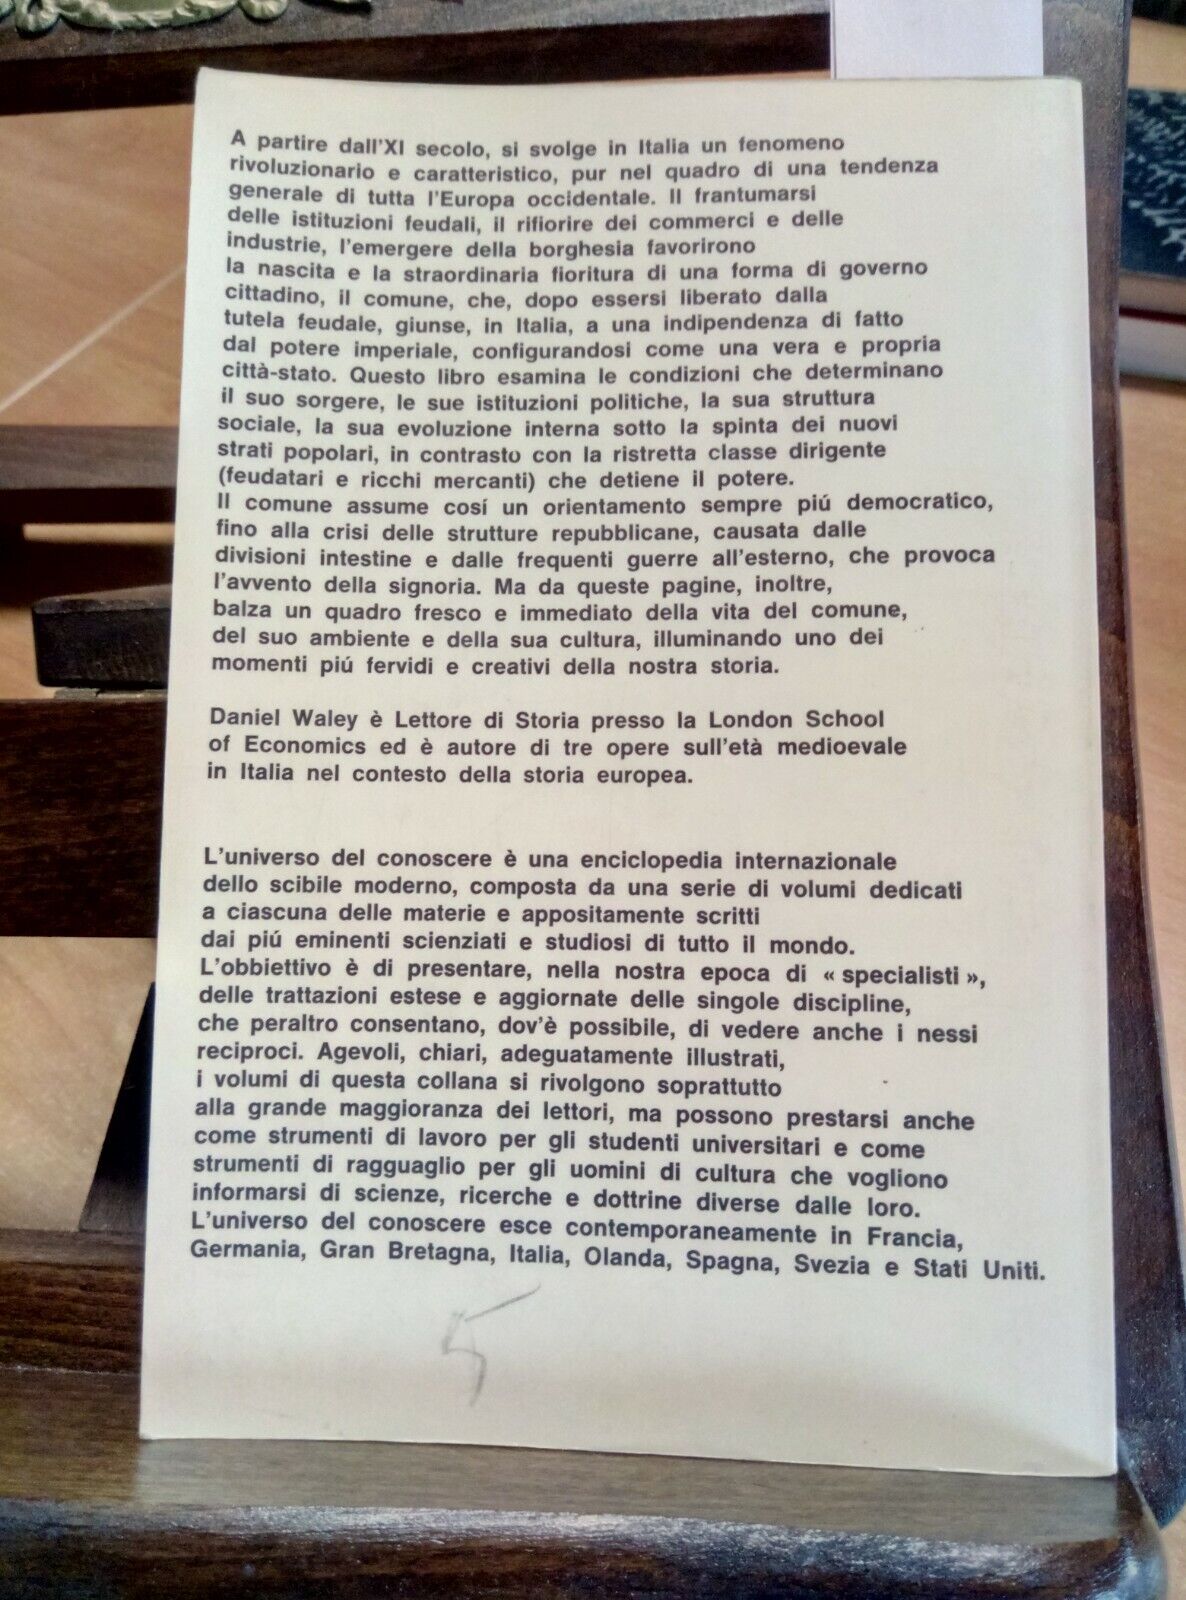 A partire dall'XI secolo, si svolge in Italia un fenomeno
rivoluzionario e caratteristico, pur nel quadro di una tendenza
generale di tutta l'Europa occidentale. Il frantumarsi
delle istituzioni feudali, il rifiorire dei commerci e delle
industrie, l'emergere della borghesia favorirono
la nascita e la straordinaria fioritura di una forma di governo
cittadino, il comune, che, dopo essersi liberato dalla
tutela feudale, giunse, in Italia, a una indipendenza di fatto
dal potere imperiale, configurandosi come una vera e propria
città-stato. Questo libro esamina le condizioni che determinano
il suo sorgere, le sue istituzioni politiche, la sua struttura
sociale, la sua evoluzione interna sotto la spinta dei nuovi
strati popolari, in contrasto con la ristretta classe dirigente
(feudatari e ricchi mercanti) che detiene il potere.
Il comune assume cosí un orientamento sempre piú democratico,
fino alla crisi delle strutture repubblicane, causata dalle
divisioni intestine e dalle frequenti guerre all'esterno, che provoca
l'avvento della signoria. Ma da queste pagine, inoltre,
balza un quadro fresco e immediato della vita del comune,
del suo ambiente e della sua cultura, illuminando uno dei
momenti piú fervidi e creativi della nostra storia.
Daniel Waley è Lettore di Storia presso la London School
of Economics ed è autore di tre opere sull'età medioevale
in Italia nel contesto della storia europea.
L'universo del conoscere è una enciclopedia internazionale
dello scibile moderno, composta da una serie di volumi dedicati
a ciascuna delle materie e appositamente scritti
dai piú eminenti scienziati e studiosi di tutto il mondo.
L'obbiettivo è di presentare, nella nostra epoca di « specialisti »,
delle trattazioni estese e aggiornate delle singole discipline,
che peraltro consentano, dov'è possibile, di vedere anche i nessi
reciproci. Agevoli, chiari, adeguatamente illustrati,
i volumi di questa collana si rivolgono soprattutto
alla grande maggioranza dei lettori, ma possono prestarsi anche
come strumenti di lavoro per gli studenti universitari e come
strumenti di ragguaglio per gli uomini di cultura che vogliono
informarsi di scienze, ricerche e dottrine diverse dalle loro.
L'universo del conoscere esce contemporaneamente in Francia,
Germania, Gran Bretagna, Italia, Olanda, Spagna, Svezia e Stati Uniti.
5